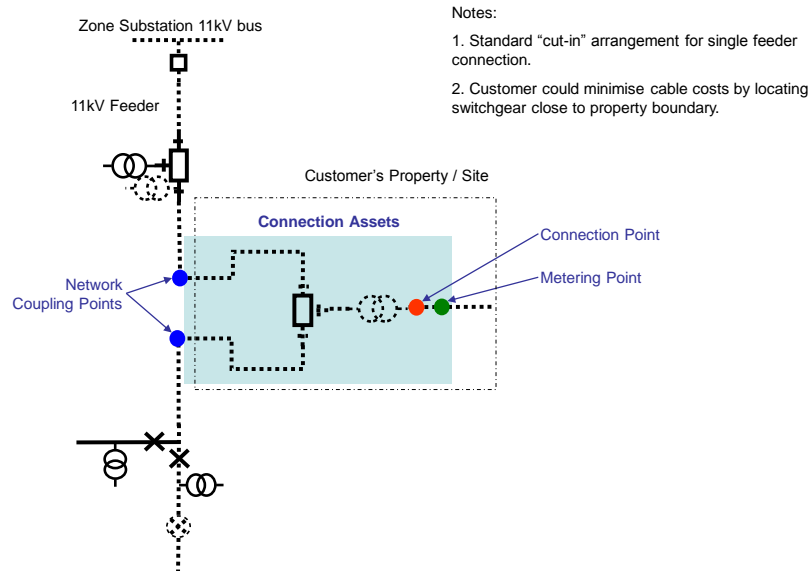 Zone Substation 11kV bus
Notes:
1. Standard “cut-in” arrangement for single feeder
connection.
2. Customer could minimise cable costs by locating
switchgear close to property boundary.
11kV Feeder
Customer's Property / Site
Connection Assets
Connection Point
Metering Point
Network
Coupling Points